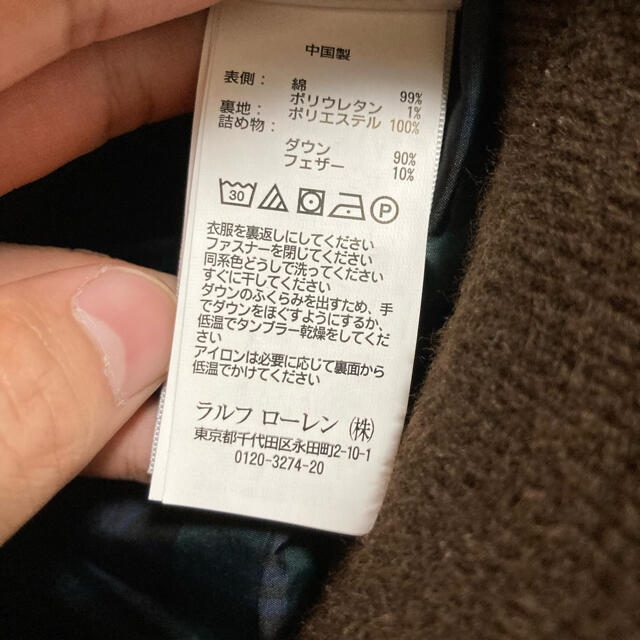 中国製
表側： 綿 99%
ポリウレタン 1%
裏地： ポリエステル 100%
詰め物：
ダウン 90%
フェザー 10%
30 P
衣服を裏返しにしてください
ファスナーを閉じてください
同系色どうしで洗ってください
すぐに干してください
ダウンのふくらみを出すため、手
でダウンをほぐすようにするか、
低温でタンブラー乾燥をしてくだ
さい
アイロンは必要に応じて裏面から
低温でかけてください
ラルフ ローレン (株)
東京都千代田区永田町2-10-1
0120-3274-20